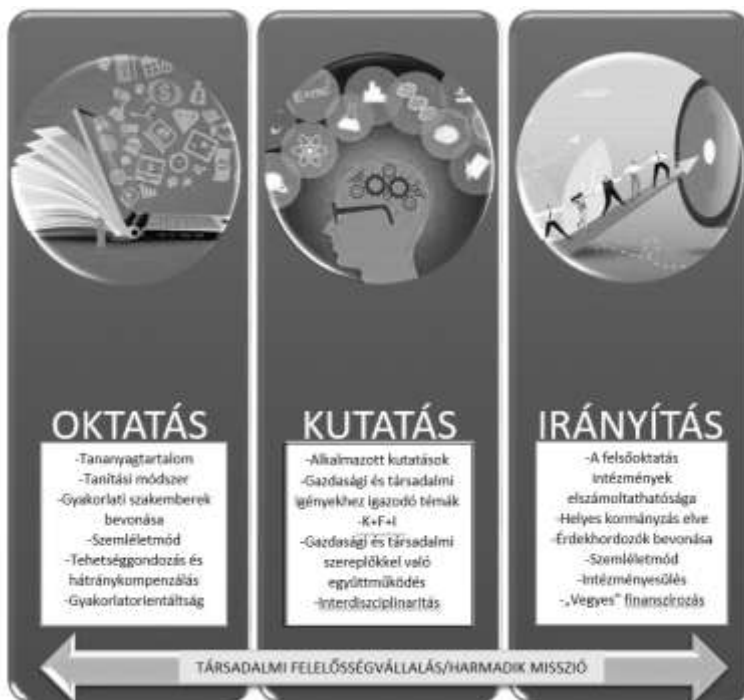 OKTATÁS
-Tananyagtartalom
-Tanítási módszer
-Gyakorlati szakemberek
bevonása
-Szemléletmód
-Tehetséggondozás és
hátránykompenzálás
-Gyakorlatorientáltság
KUTATÁS
-Alkalmazott kutatások
-Gazdasági és társadalmi
igényekhez igazodó témák
-K+F+I
-Gazdasági és társadalmi
szereplőkkel való
együttműködés
-Interdiszciplinaritás
IRÁNYÍTÁS
-A felsőoktatás
Intézmények
elszámoltathatósága
-Helyes kormányzás elve
-Érdekhordozók bevonása
-Szemléletmód
-Intézményesülés
-„Vegyes” finanszírozás
TÁRSADALMI FELELŐSSÉGVÁLLALÁS/HARMADIK MISSZIÓ